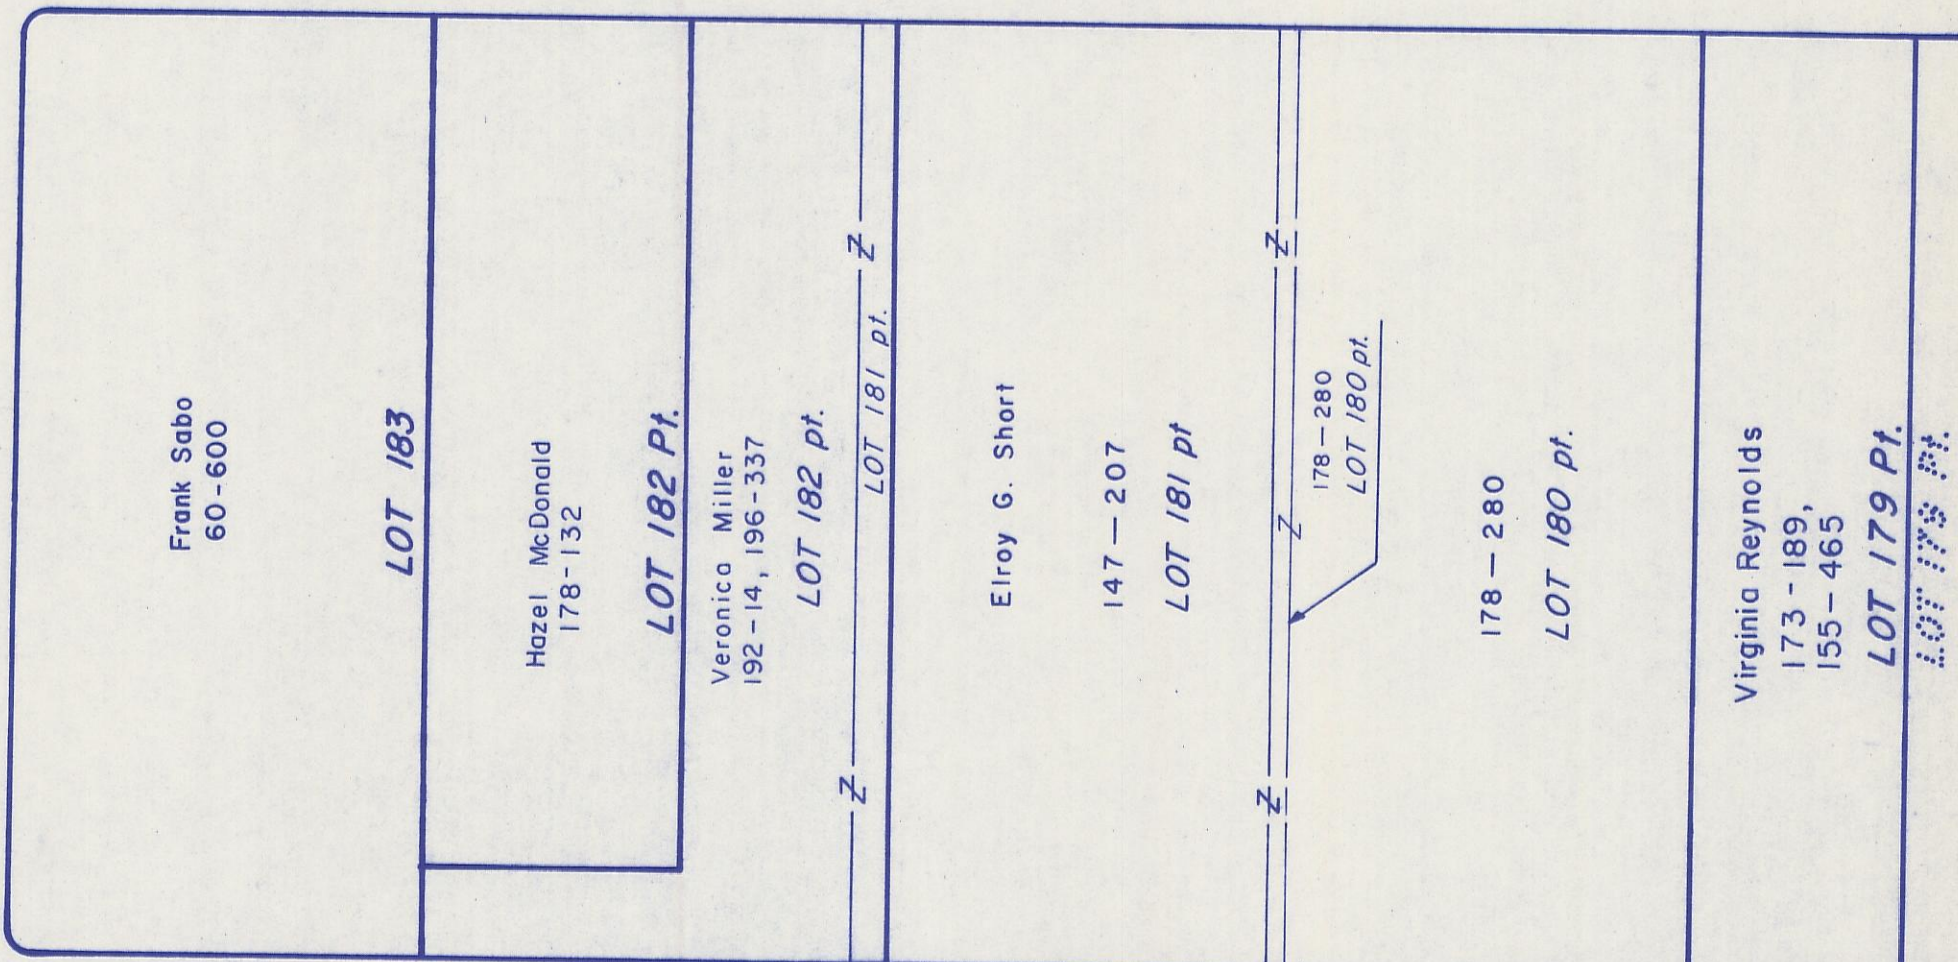 Frank Sabo
60-600
LOT 183
Hazel McDonald
178-132
LOT 182 Pt.
Veronica Miller
192-14, 196-337
LOT 182 pt.
LOT 181 pt.
Elroy G. Short
147-207
LOT 181 pt
178-280
LOT 180 pt.
178-280
LOT 180 pt.
Virginia Reynolds
173-189,
155-465
LOT 179 Pt.
Z
Z
Z
Z
Z